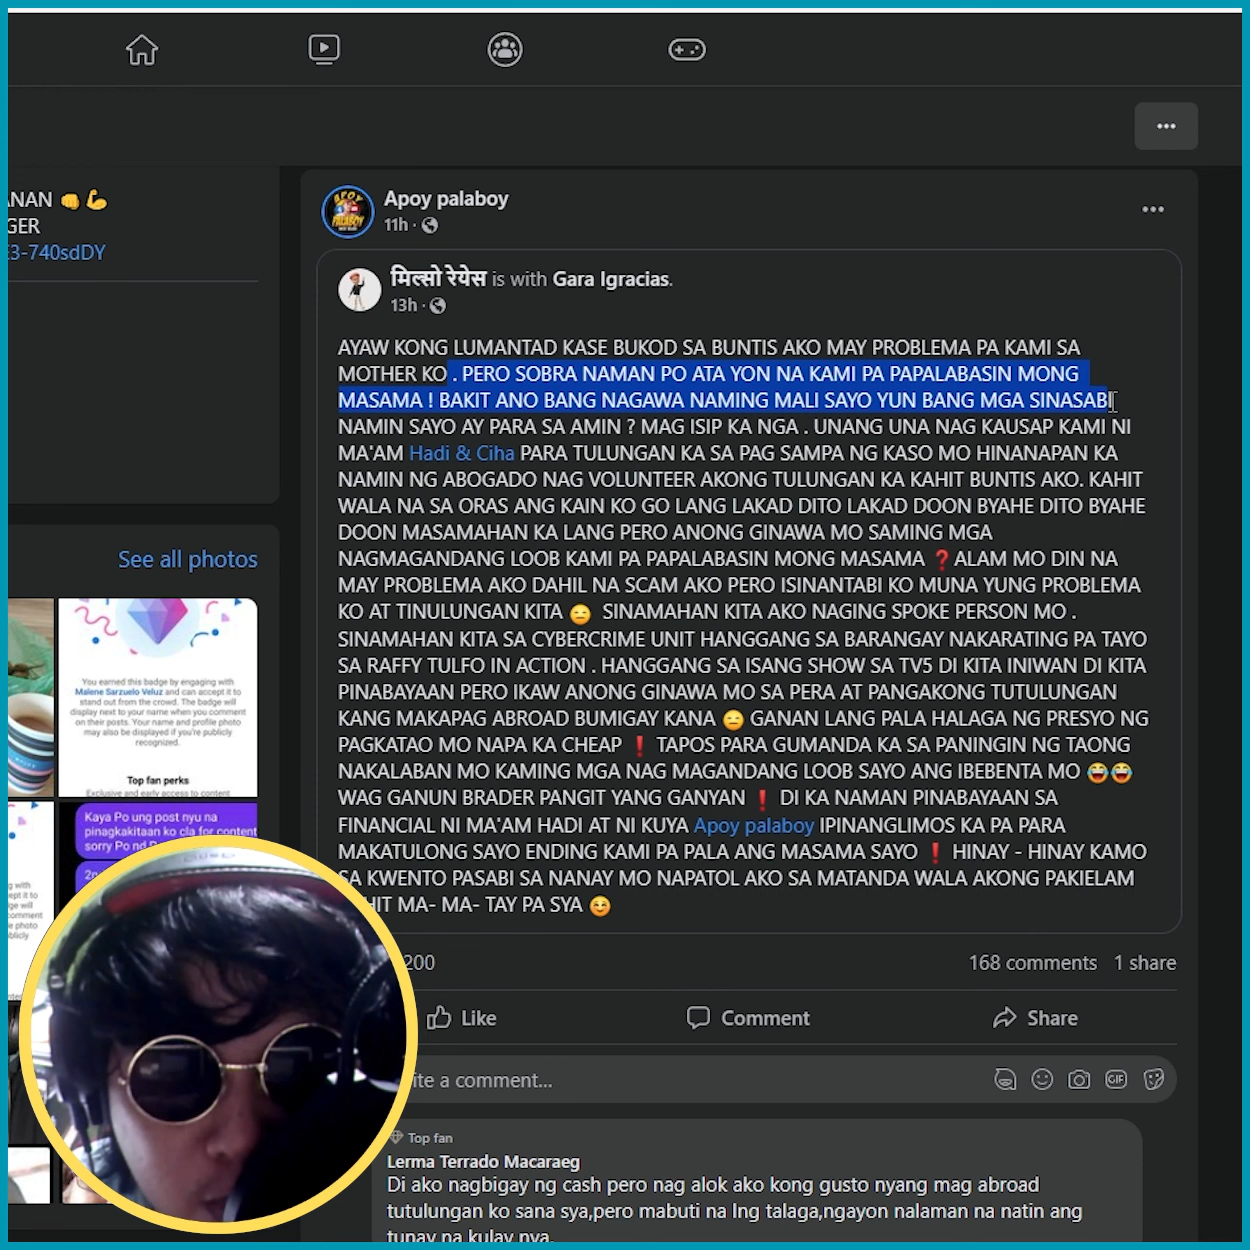 ANAN 👊 💪
GER
E3-740sdDY
See all photos
You earned this badge by engaging with
Malene Sarzuelo Veluz and can accept it to
stand out from the crowd. The badge will
display next to your name when you comment
on their posts. Your name and profile photo
may also be displayed if you're publicly
recognized.
Top fan perks
Exclusive and early access to content
Kaya Po ung post nyu na
pinagkakitaan ko cla for content
sorry Po nd
Apoy palaboy
11h ·
मिल्सो रेयेस is with Gara Igracias.
13h ·
AYAW KONG LUMANTAD KASE BUKOD SA BUNTIS AKO MAY PROBLEMA PA KAMI SA
MOTHER KO . PERO SOBRA NAMAN PO ATA YON NA KAMI PA PAPALABASIN MONG
MASAMA ! BAKIT ANO BANG NAGAWA NAMING MALI SAYO YUN BANG MGA SINASABI
NAMIN SAYO AY PARA SA AMIN ? MAG ISIP KA NGA . UNANG UNA NAG KAUSAP KAMI NI
MA'AM Hadi & Ciha PARA TULUNGAN KA SA PAG SAMPA NG KASO MO HINANAPAN KA
NAMIN NG ABOGADO NAG VOLUNTEER AKONG TULUNGAN KA KAHIT BUNTIS AKO. KAHIT
WALA NA SA ORAS ANG KAIN KO GO LANG LAKAD DITO LAKAD DOON BYAHE DITO BYAHE
DOON MASAMAHAN KA LANG PERO ANONG GINAWA MO SAMING MGA
NAGMAGANDANG LOOB KAMI PA PAPALABASIN MONG MASAMA ❓ALAM MO DIN NA
MAY PROBLEMA AKO DAHIL NA SCAM AKO PERO ISINANTABI KO MUNA YUNG PROBLEMA
KO AT TINULUNGAN KITA 😑 SINAMAHAN KITA AKO NAGING SPOKE PERSON MO .
SINAMAHAN KITA SA CYBERCRIME UNIT HANGGANG SA BARANGAY NAKARATING PA TAYO
SA RAFFY TULFO IN ACTION . HANGGANG SA ISANG SHOW SA TV5 DI KITA INIWAN DI KITA
PINABAYAAN PERO IKAW ANONG GINAWA MO SA PERA AT PANGAKONG TUTULUNGAN
KANG MAKAPAG ABROAD BUMIGAY KANA 😑 GANAN LANG PALA HALAGA NG PRESYO NG
PAGKATAO MO NAPA KA CHEAP ❗ TAPOS PARA GUMANDA KA SA PANINGIN NG TAONG
NAKALABAN MO KAMING MGA NAG MAGANDANG LOOB SAYO ANG IBEBENTA MO 😂😂
WAG GANUN BRADER PANGIT YANG GANYAN ❗ DI KA NAMAN PINABAYAAN SA
FINANCIAL NI MA'AM HADI AT NI KUYA Apoy palaboy IPINANGLIMOS KA PA PARA
MAKATULONG SAYO ENDING KAMI PA PALA ANG MASAMA SAYO ❗ HINAY - HINAY KAMO
SA KWENTO PASABI SA NANAY MO NAPATOL AKO SA MATANDA WALA AKONG PAKIELAM
HIT MA- MA- TAY PA SYA ☺
200
168 comments 1 share
Like
Comment
Share
ite a comment...
GIF
Top fan
Lerma Terrado Macaraeg
Di ako nagbigay ng cash pero nag alok ako kong gusto nyang mag abroad
tutulungan ko sana sya,pero mabuti na lng talaga,ngayon nalaman na natin ang
tunay na kulay nya.